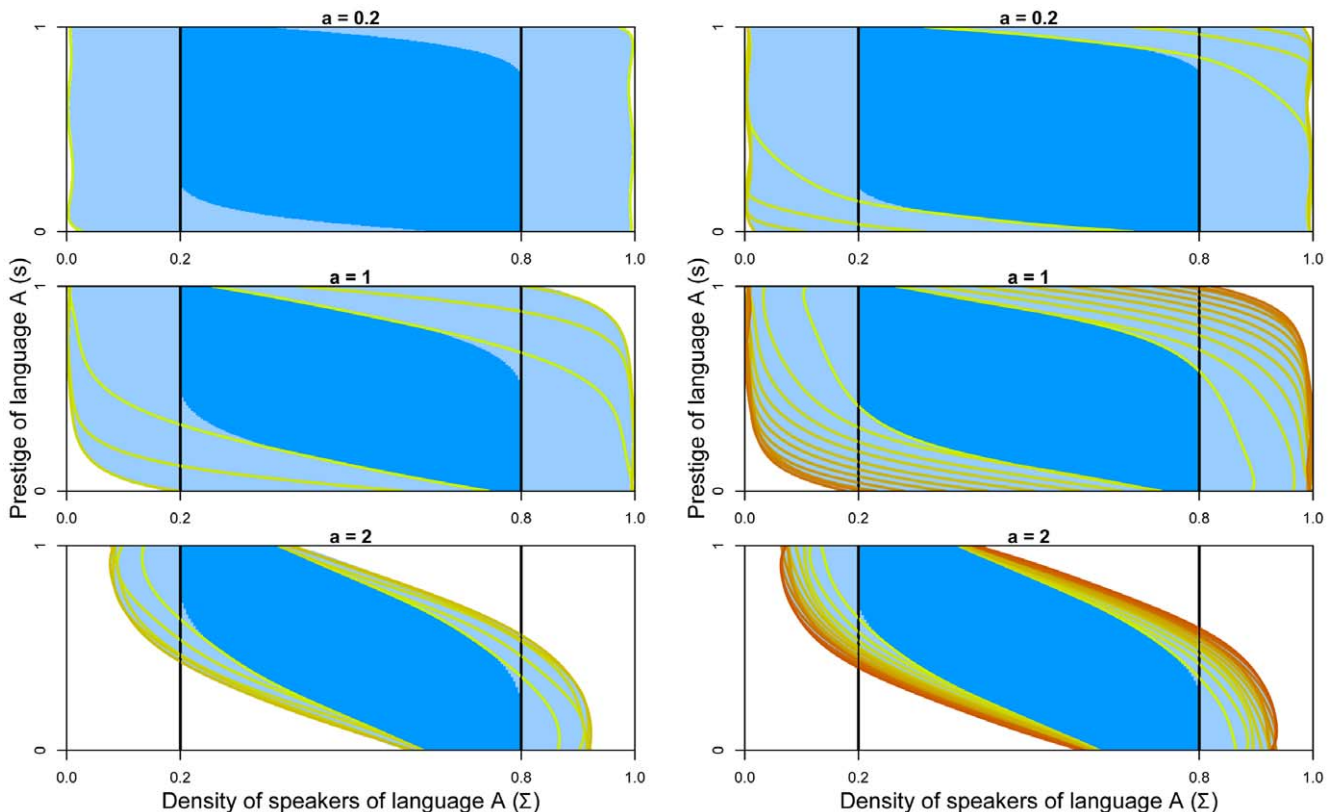 a = 0.2
1
0
0.0 0.2 0.8 1.0
a = 1
1
0
0.0 0.2 0.8 1.0
a = 2
1
0
0.0 0.2 0.8 1.0
Prestige of language A (s)
Density of speakers of language A (Σ)
a = 0.2
1
0
0.0 0.2 0.8 1.0
a = 1
1
0
0.0 0.2 0.8 1.0
a = 2
1
0
0.0 0.2 0.8 1.0
Prestige of language A (s)
Density of speakers of language A (Σ)